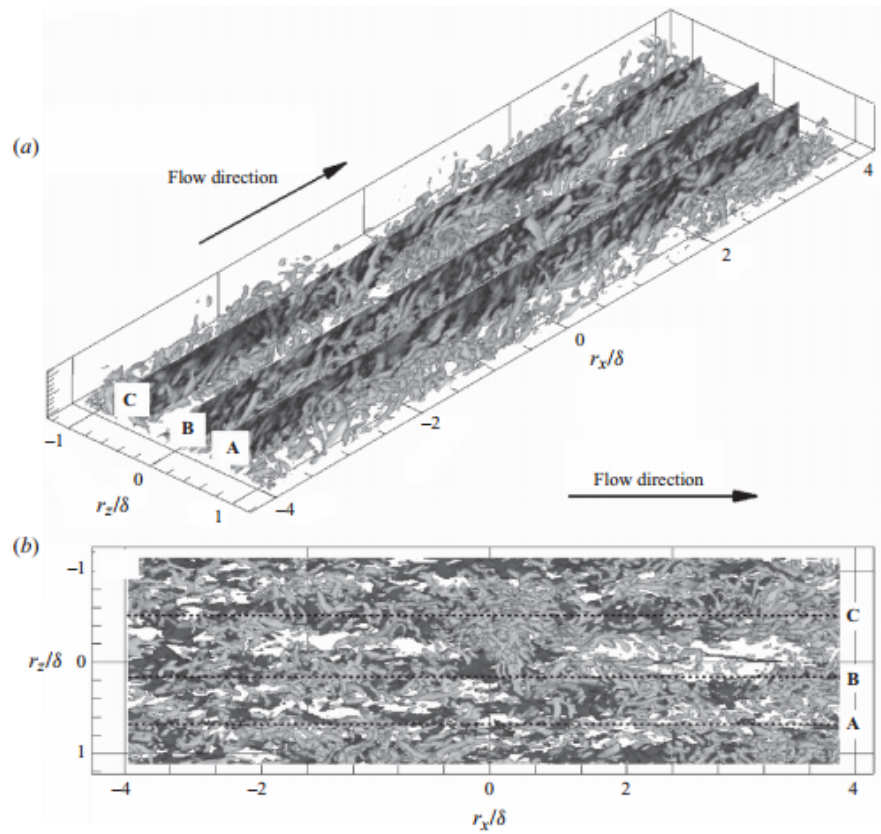 (a)
Flow direction
4
2
0
r_x/δ
C
B
A
–2
–1
0
r_z/δ
1
–4
Flow direction
(b)
–1
C
r_z/δ 0
B
A
1
–4 –2 0 2 4
r_x/δ